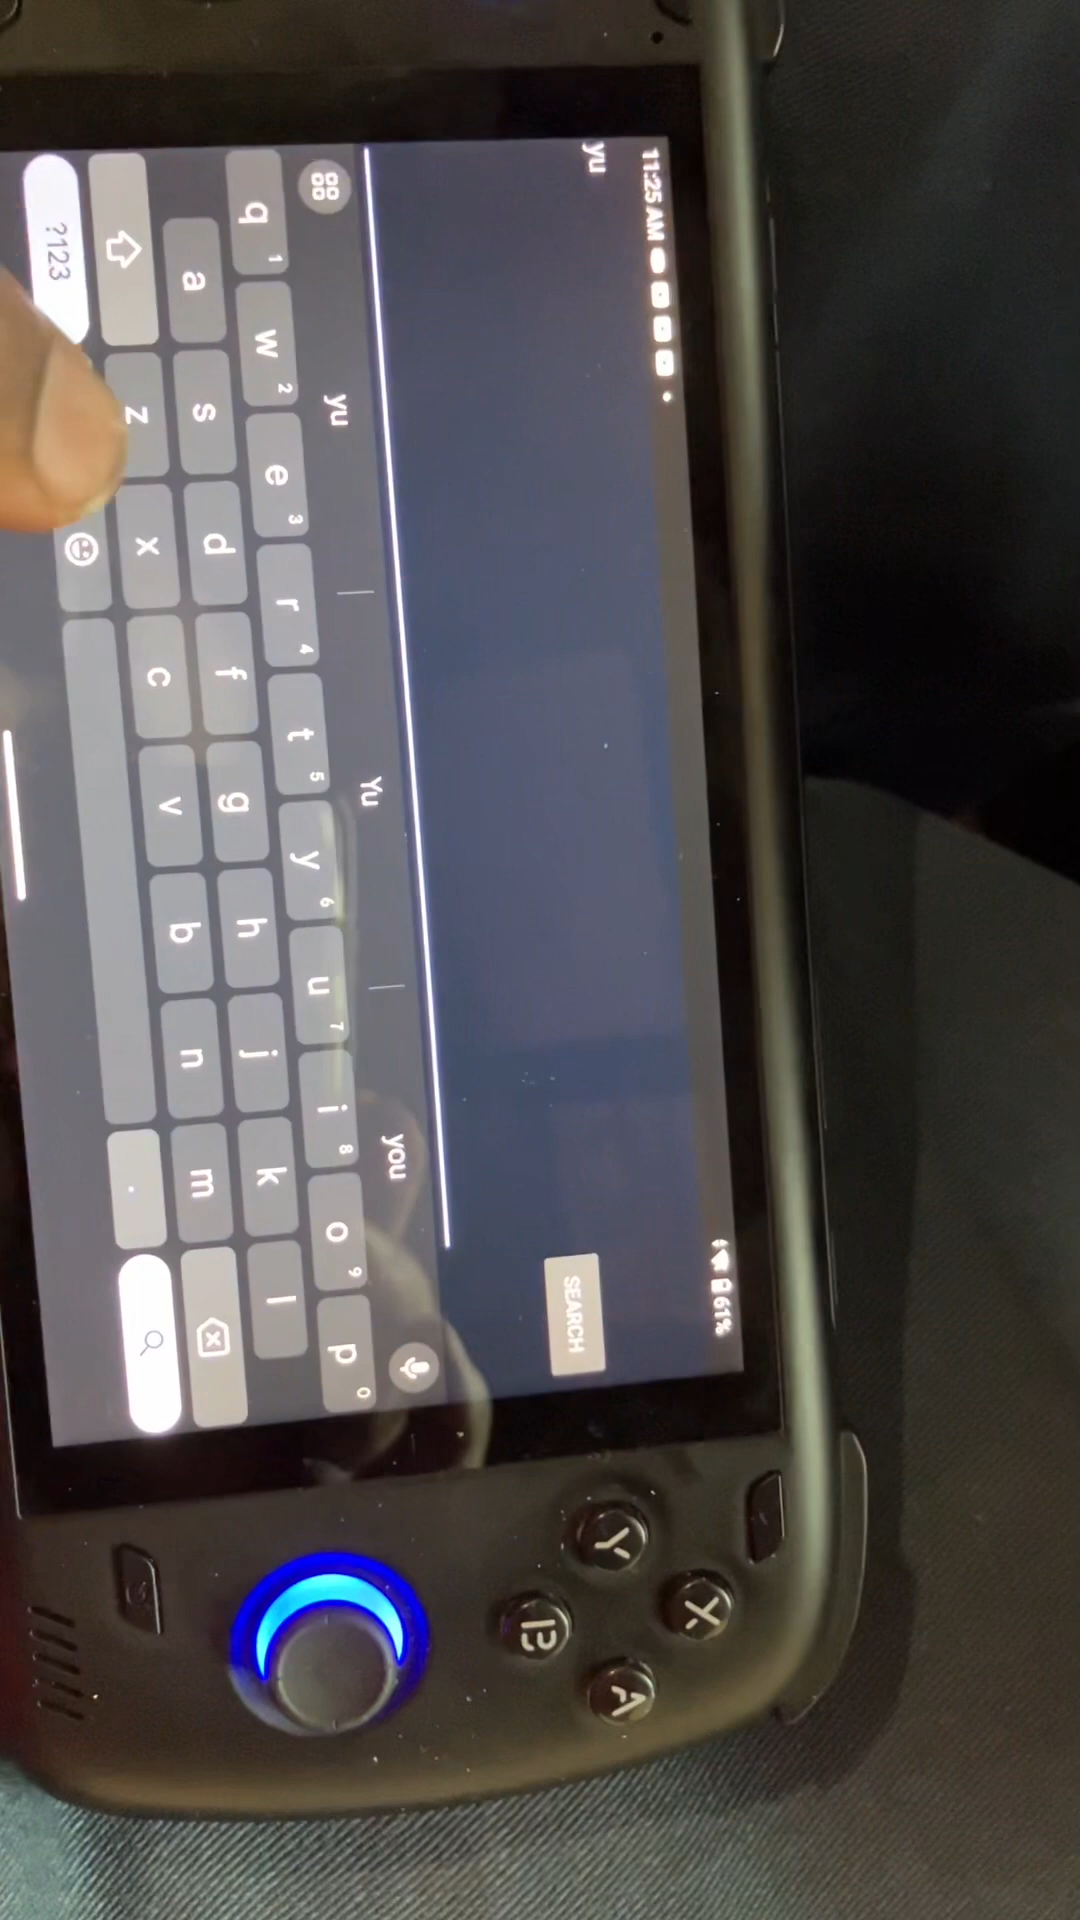 11:25 AM 61%
yu
SEARCH
yu Yu you
q 1 w 2 e 3 r 4 t 5 y 6 u 7 i 8 o 9 p 0
a s d f g h j k l
z x c v b n m
?123 .
Y X B A